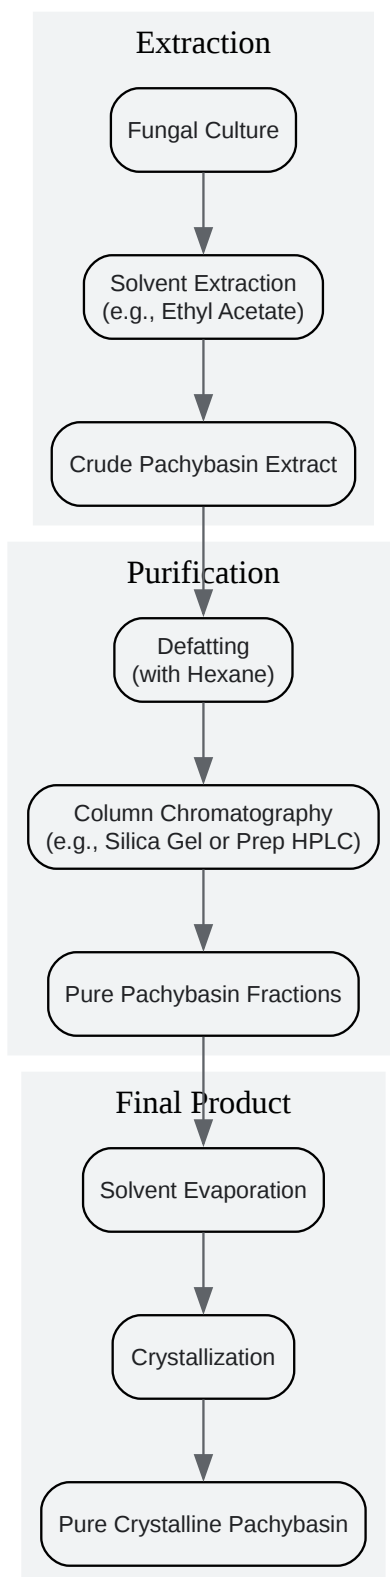 Extraction
Fungal Culture
Solvent Extraction
(e.g., Ethyl Acetate)
Crude Pachybasin Extract
Purification
Defatting
(with Hexane)
Column Chromatography
(e.g., Silica Gel or Prep HPLC)
Pure Pachybasin Fractions
Final Product
Solvent Evaporation
Crystallization
Pure Crystalline Pachybasin